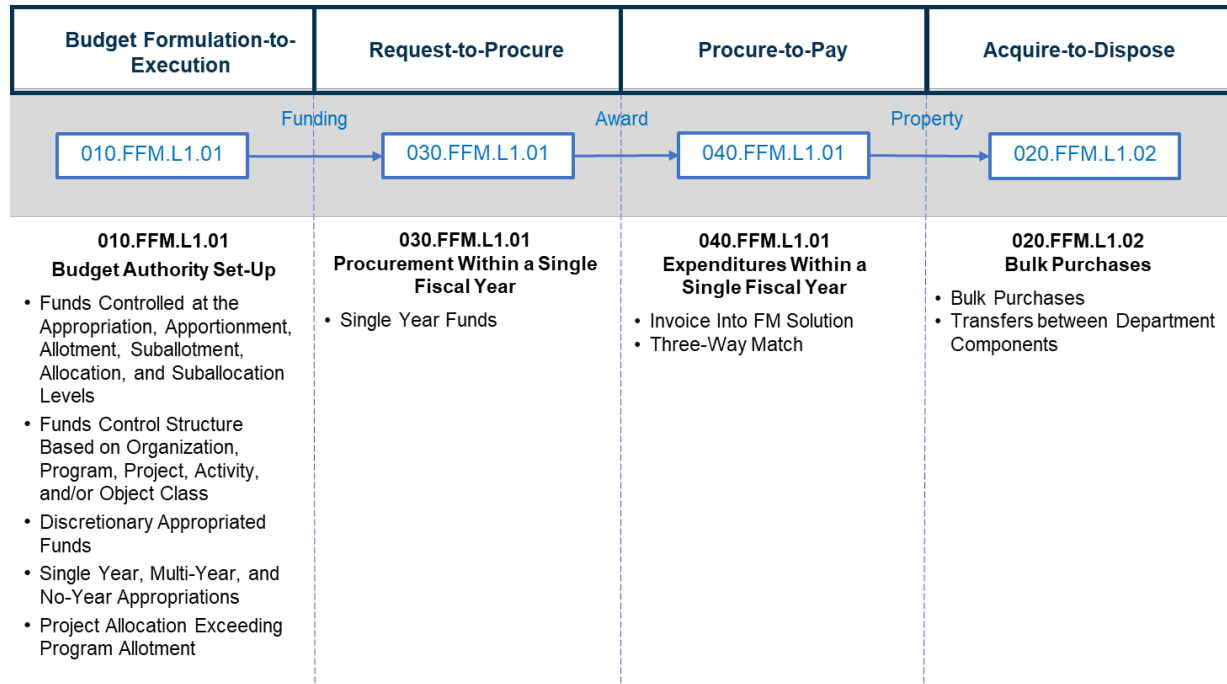 Budget Formulation-to-
Execution
Request-to-Procure
Procure-to-Pay
Acquire-to-Dispose
Funding
Award
Property
010.FFM.L1.01
030.FFM.L1.01
040.FFM.L1.01
020.FFM.L1.02
010.FFM.L1.01
Budget Authority Set-Up
• Funds Controlled at the
Appropriation, Apportionment,
Allotment, Suballotment,
Allocation, and Suballocation
Levels
• Funds Control Structure
Based on Organization,
Program, Project, Activity,
and/or Object Class
• Discretionary Appropriated
Funds
• Single Year, Multi-Year, and
No-Year Appropriations
• Project Allocation Exceeding
Program Allotment
030.FFM.L1.01
Procurement Within a Single
Fiscal Year
• Single Year Funds
040.FFM.L1.01
Expenditures Within a
Single Fiscal Year
• Invoice Into FM Solution
• Three-Way Match
020.FFM.L1.02
Bulk Purchases
• Bulk Purchases
• Transfers between Department
Components